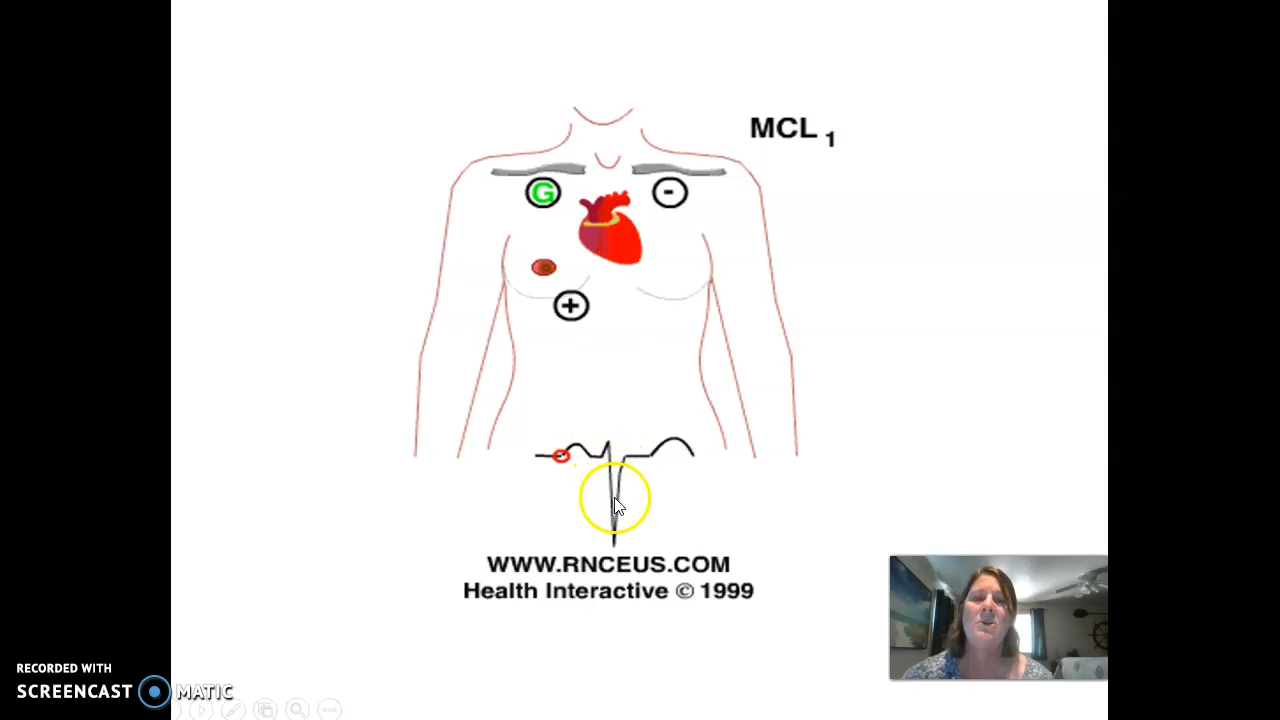 MCL 1
G -
+
WWW.RNCEUS.COM
Health Interactive © 1999
RECORDED WITH
SCREENCAST MATIC